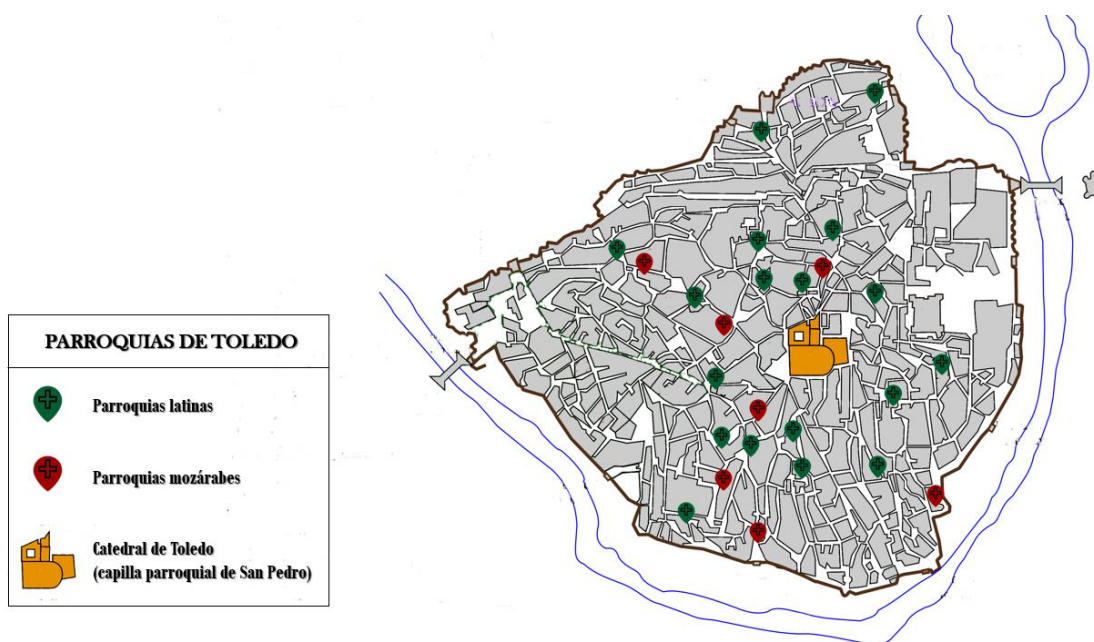 PARROQUIAS DE TOLEDO
Parroquias latinas
Parroquias mozárabes
Catedral de Toledo
(capilla parroquial de San Pedro)